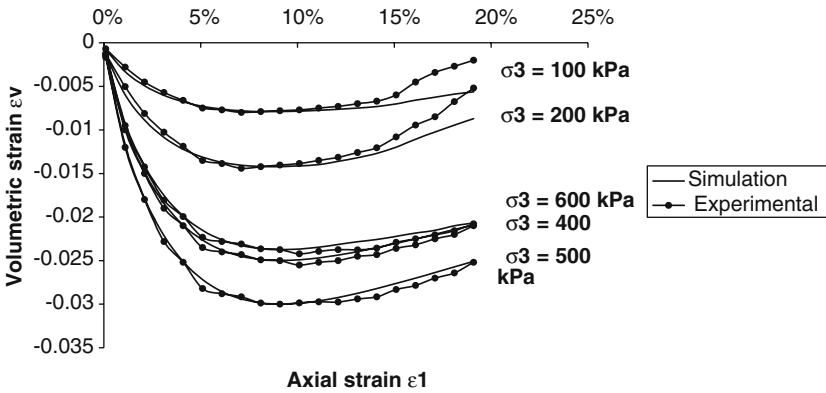 0% 5% 10% 15% 20% 25%
0
-0.005
-0.01
-0.015
-0.02
-0.025
-0.03
-0.035
Volumetric strain εv
σ3 = 100 kPa
σ3 = 200 kPa
σ3 = 600 kPa
σ3 = 400
σ3 = 500
kPa
Simulation
Experimental
Axial strain ε1